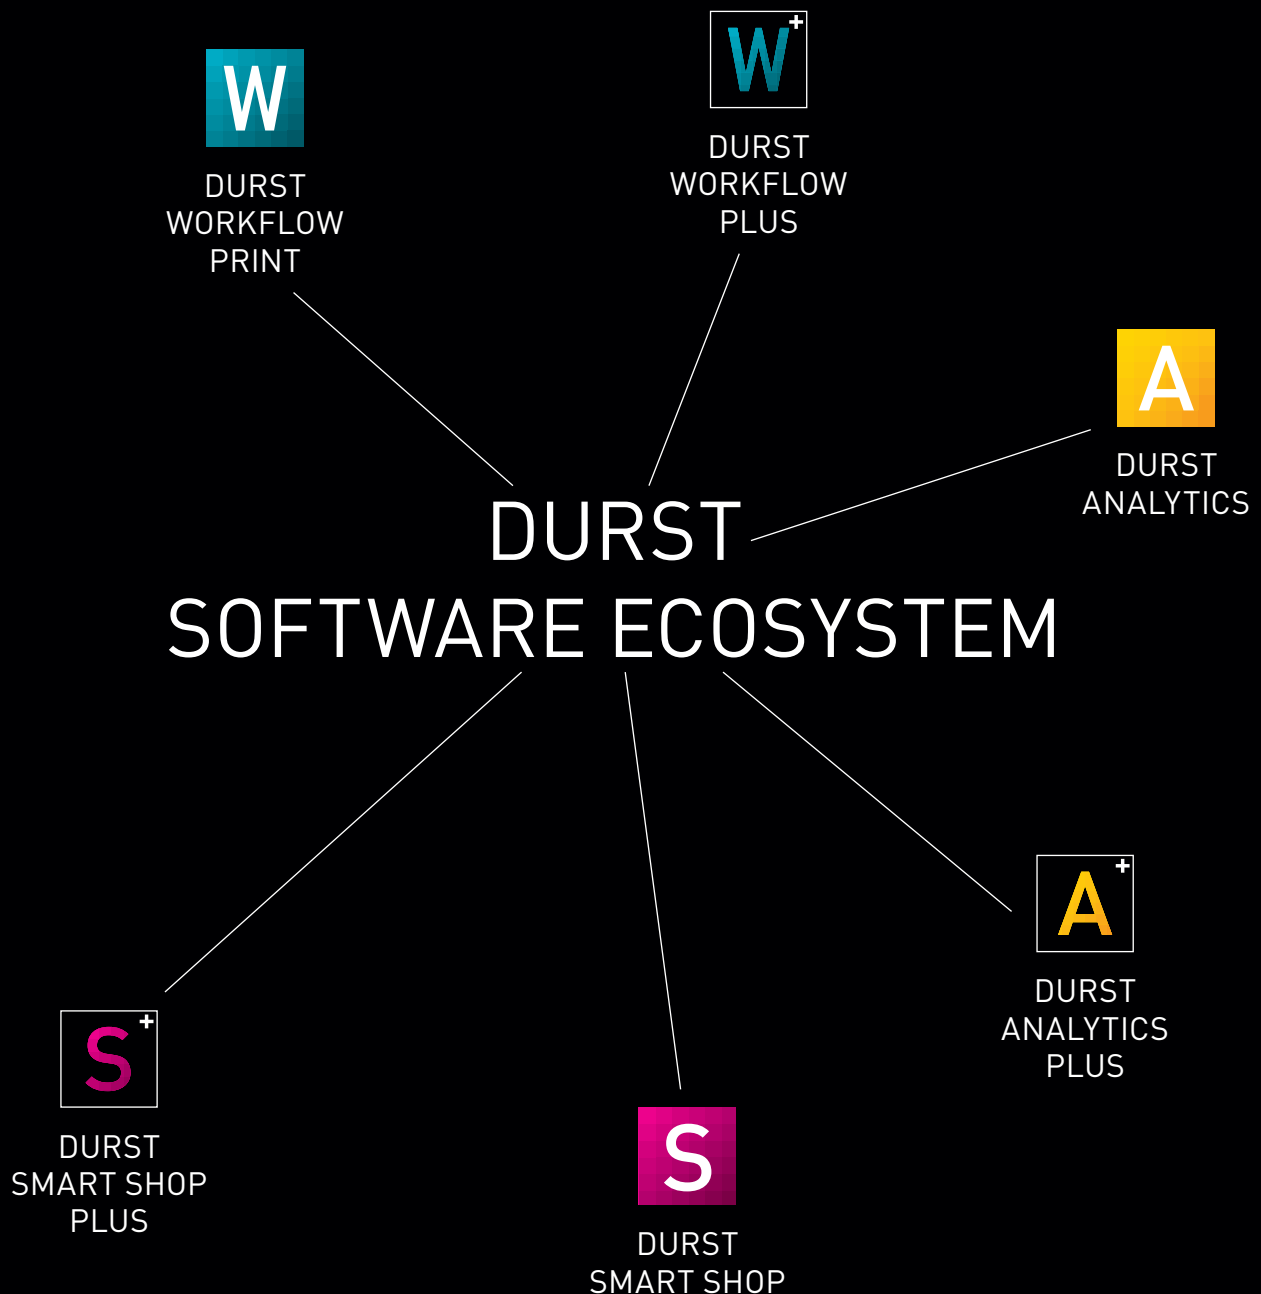 W+
W
DURST
WORKFLOW
PLUS
DURST
WORKFLOW
PRINT
A
DURST
ANALYTICS
DURST
SOFTWARE ECOSYSTEM
A+
DURST
ANALYTICS
PLUS
S+
DURST
SMART SHOP
PLUS
S
DURST
SMART SHOP